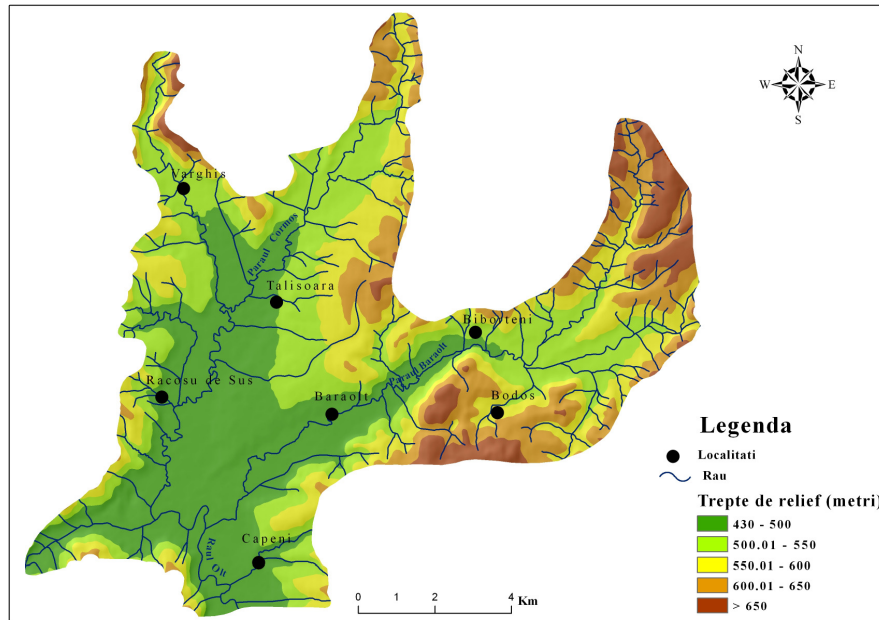 N
W E
S
Varghis
Paraul Cormos
Talisoara
Biborteni
Paraul Baraolt
Racosu de Sus
Baraolt
Bodos
Raul Olt
Capeni
Legenda
Localitati
Rau
Trepte de relief (metri)
430 - 500
500.01 - 550
550.01 - 600
600.01 - 650
> 650
0 1 2 4
Km